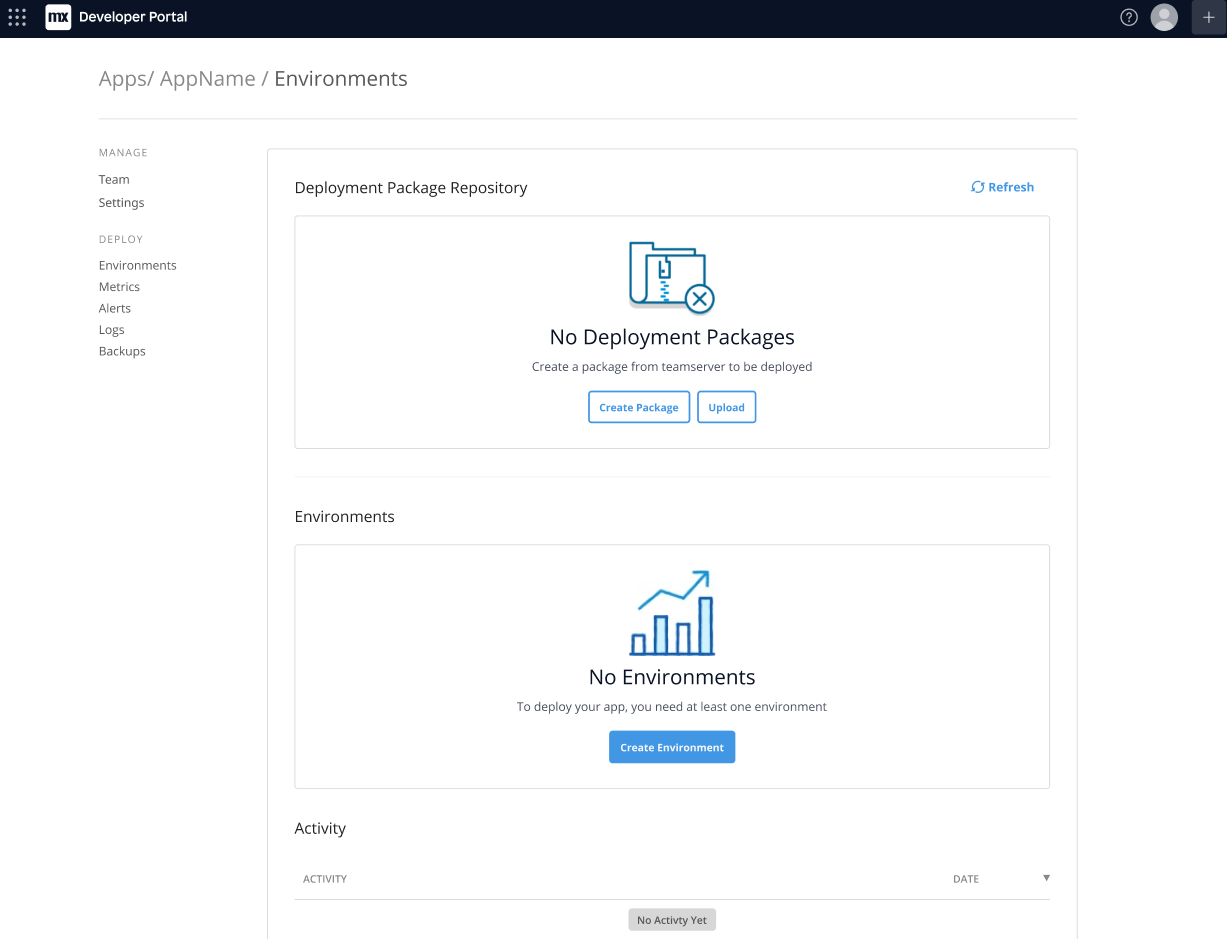 mx Developer Portal
Apps/ AppName / Environments
MANAGE
Team
Settings
DEPLOY
Environments
Metrics
Alerts
Logs
Backups
Deployment Package Repository
Refresh
No Deployment Packages
Create a package from teamserver to be deployed
Create Package
Upload
Environments
No Environments
To deploy your app, you need at least one environment
Create Environment
Activity
ACTIVITY
DATE
No Activty Yet